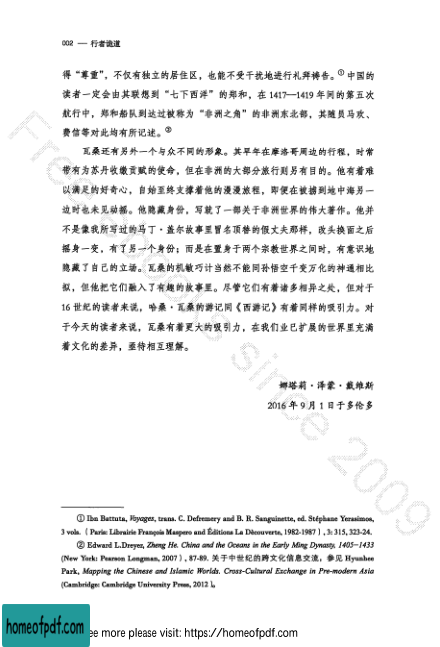 002 — 行者诡道
得“尊重”，不仅有独立的居住区，也能不受干扰地进行礼拜祷告。① 中国的
读者一定会由其联想到“七下西洋”的郑和，在 1417—1419 年间的第五次
航行中，郑和船队到达过被称为“非洲之角”的非洲东北部，其随员马欢、
费信等对此均有所记述。②
瓦桑还有另外一个与众不同的形象。其早年在摩洛哥周边的行程，时常
带有为苏丹收缴贡赋的使命，但在非洲的大部分旅行则另有目的。他有着难
以满足的好奇心，自始至终支撑着他的漫漫旅程，即便在被掳到地中海另一
边时也未见动摇。他隐藏身份，写就了一部关于非洲世界的伟大著作。他并
不是像我所写过的马丁·盖尔故事里冒名顶替的假丈夫那样，改头换面之后
摇身一变，有了另一个身份；而是在置身于两个宗教世界之间时，有意识地
隐藏了自己的立场。瓦桑的机敏巧计当然不能同孙悟空千变万化的神通相比
拟，但他把它们融入了有趣的故事里。尽管它们有着诸多相异之处，但对于
16 世纪的读者来说，哈桑·瓦桑的游记同《西游记》有着同样的吸引力。对
于今天的读者来说，瓦桑有着更大的吸引力，在我们业已扩展的世界里充满
着文化的差异，亟待相互理解。
娜塔莉·泽蒙·戴维斯
2016 年 9 月 1 日于多伦多
① Ibn Battuta, Voyages, trans. C. Defremery and B. R. Sanguinette, ed. Stéphane Yerasimos,
3 vols.（Paris: Librairie François Maspero and Éditions La Découverte, 1982-1987）, 3: 315, 323-24.
② Edward L.Dreyer, Zheng He. China and the Oceans in the Early Ming Dynasty, 1405–1433
(New York: Pearson Longman, 2007）, 87-89. 关于中世纪的跨文化信息交流，参见 Hyunhee
Park, Mapping the Chinese and Islamic Worlds. Cross-Cultural Exchange in Pre-modern Asia
(Cambridge: Cambridge University Press, 2012）。
Free ebooks since 2009
homeofpdf.com
ee more please visit: https://homeofpdf.com